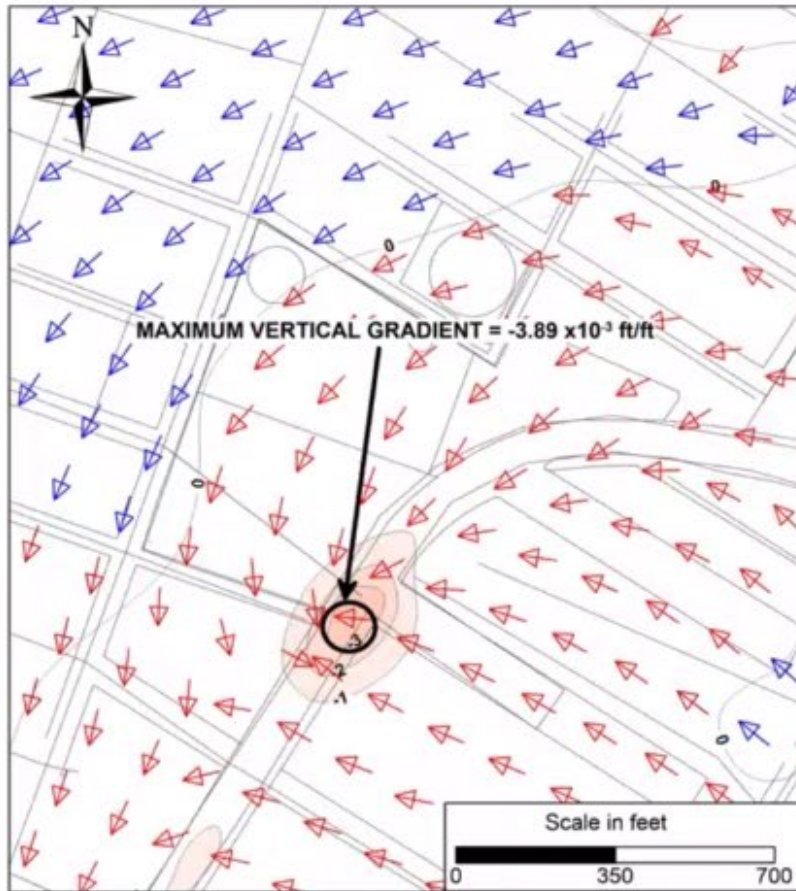 N
0
0
MAXIMUM VERTICAL GRADIENT = -3.89 x10⁻³ ft/ft
0
-3
-2
-1
0
Scale in feet
0 350 700